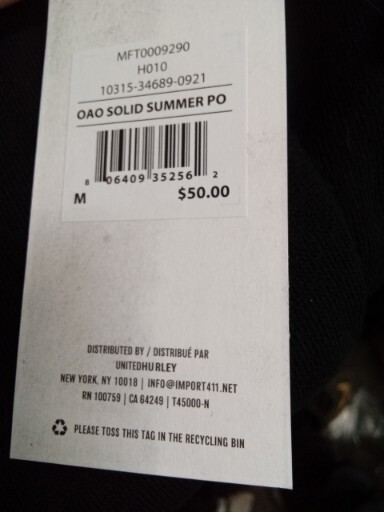 MFT0009290
H010
10315-34689-0921
OAO SOLID SUMMER PO
8 06409 35256 2
M $50.00
DISTRIBUTED BY / DISTRIBUÉ PAR
UNITEDHURLEY
NEW YORK, NY 10018 | INFO@IMPORT411.NET
RN 100759 | CA 64249 | T45000-N
PLEASE TOSS THIS TAG IN THE RECYCLING BIN